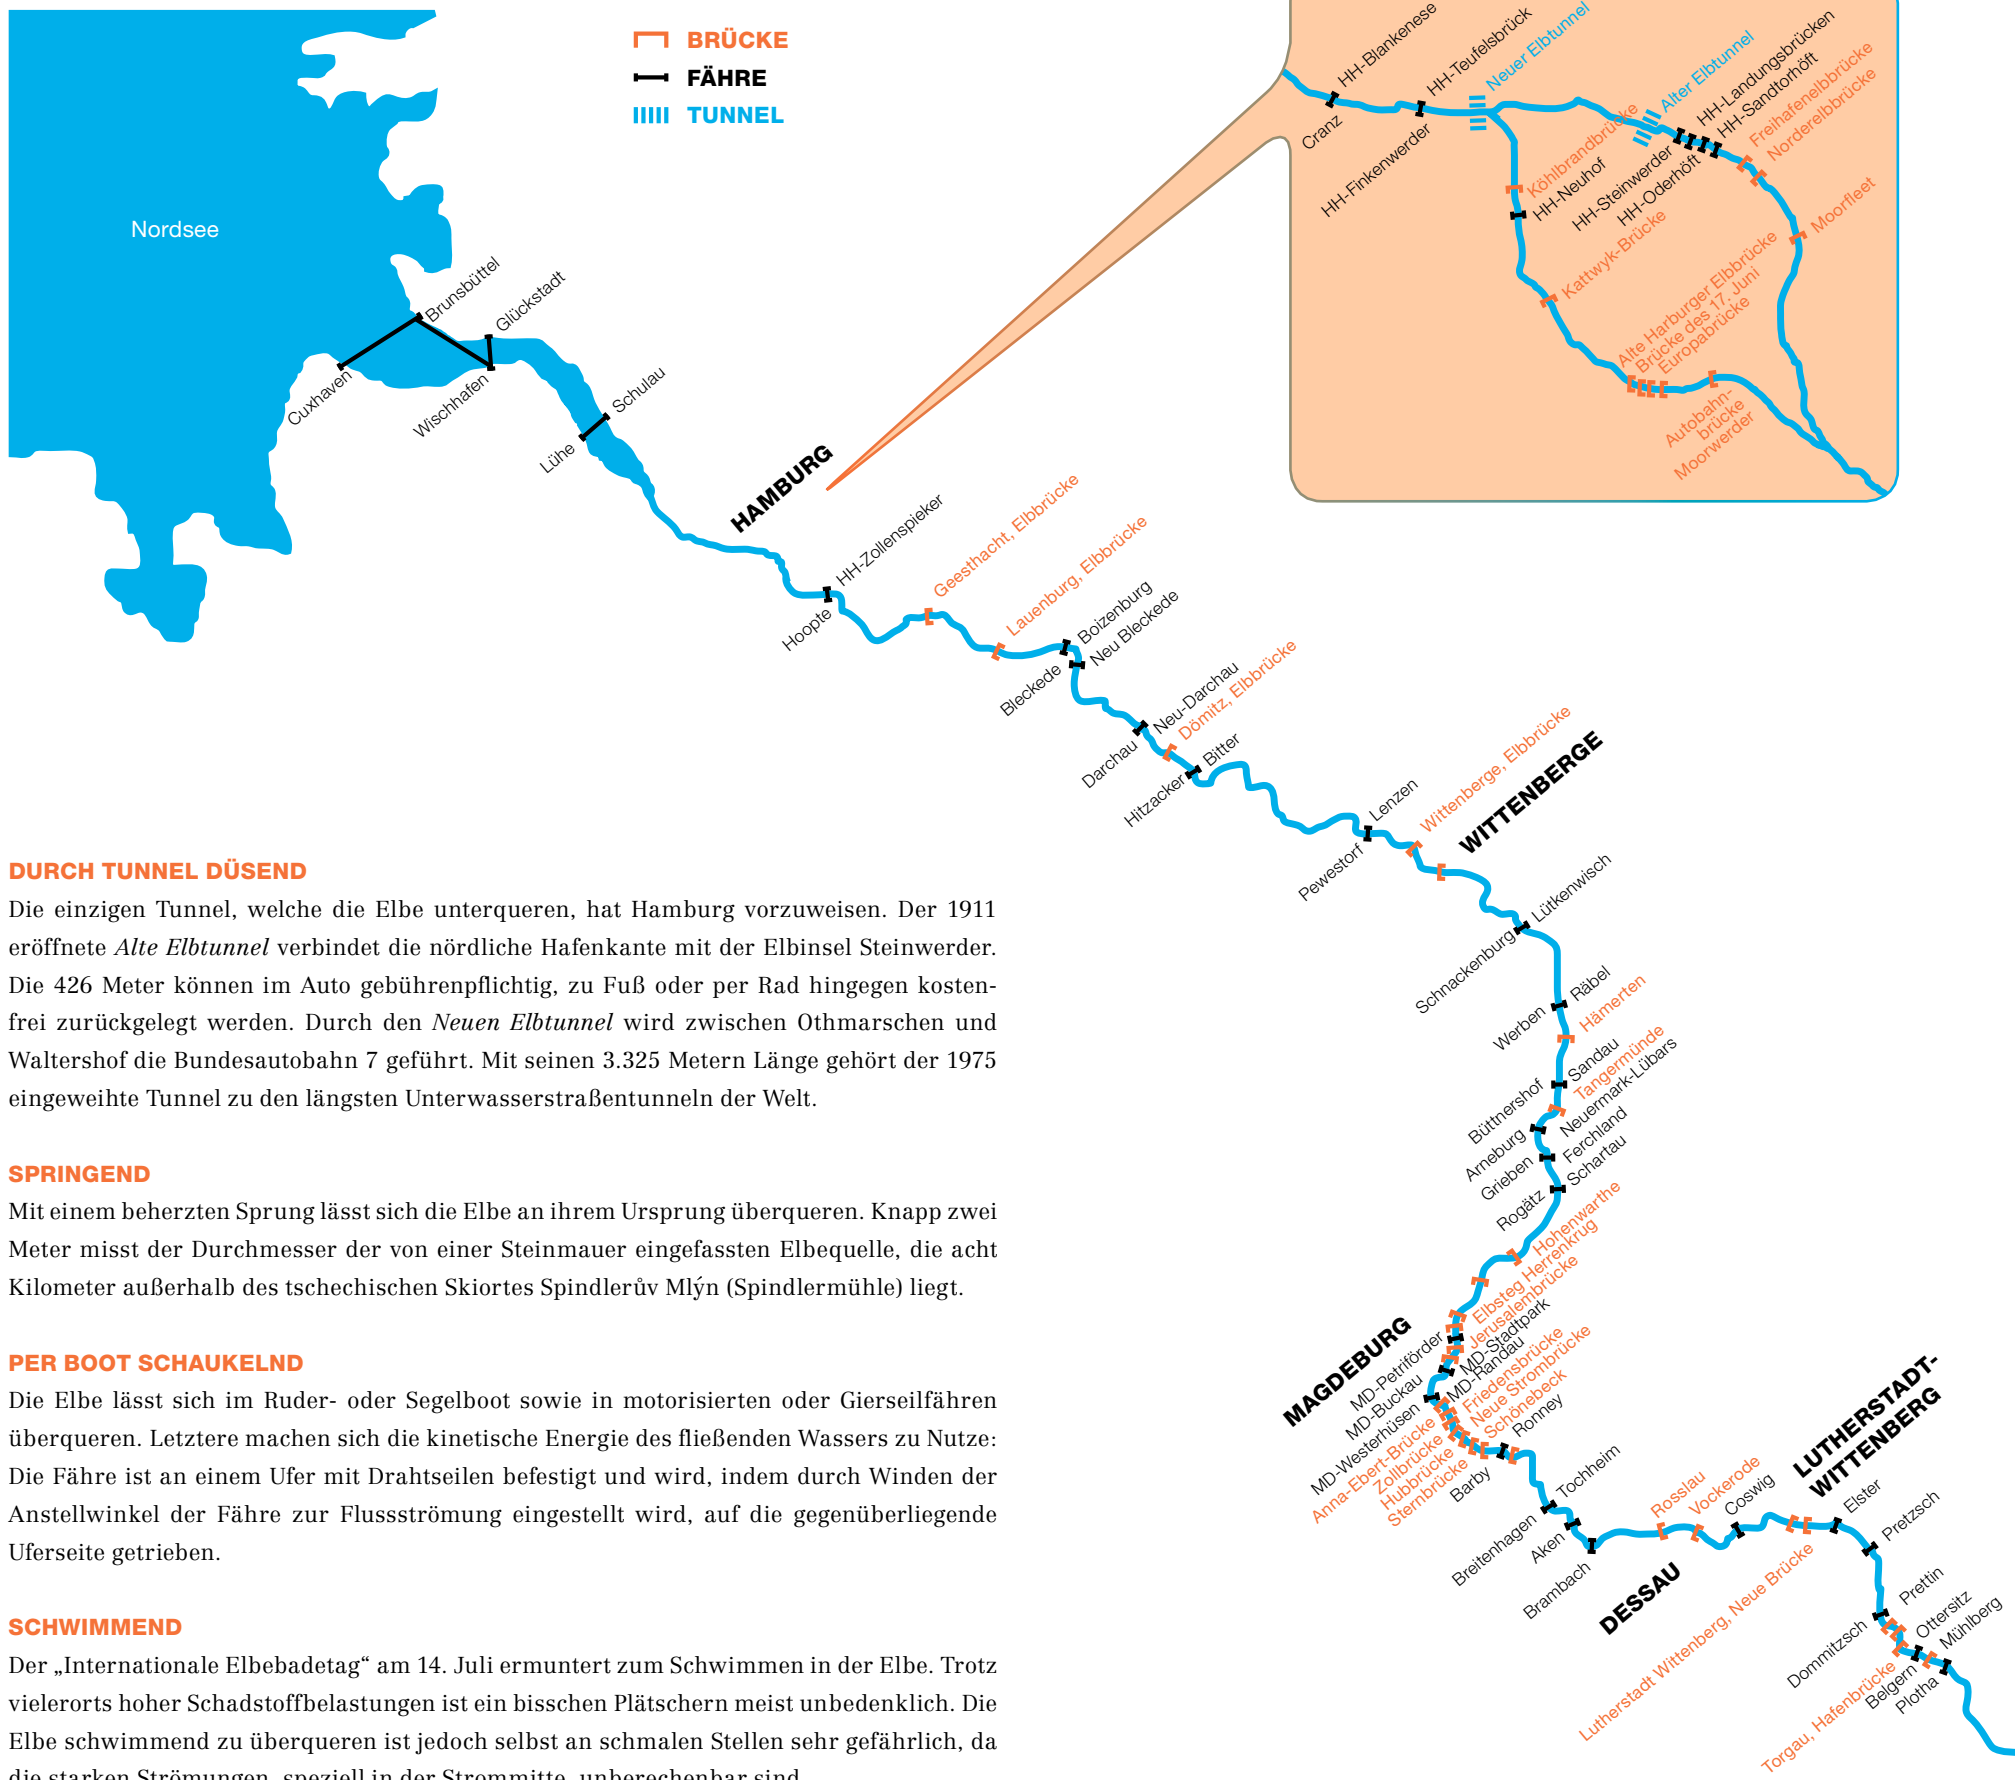 BRÜCKE
FÄHRE
TUNNEL
Nordsee
Brunsbüttel
Glückstadt
Cuxhaven
Wischhafen
Schulau
Lühe
HAMBURG
HH-Blankenese
HH-Teufelsbrück
Neuer Elbtunnel
Alter Elbtunnel
HH-Landungsbrücken
HH-Sandtorhöft
Freihafenelbbrücke
Norderelbbrücke
Cranz
HH-Finkenwerder
Köhlbrandbrücke
HH-Neuhof
HH-Steinwerder
HH-Oderhöft
Kattwyk-Brücke
Moorfleet
Alte Harburger Elbbrücke
Brücke des 17. Juni
Europabrücke
Autobahn-
brücke
Moorwerder
HH-Zollenspieker
Hoopte
Geesthacht, Elbbrücke
Lauenburg, Elbbrücke
Boizenburg
Neu Bleckede
Bleckede
Neu-Darchau
Darchau
Dömitz, Elbbrücke
Bitter
Hitzacker
Lenzen
Pewestorf
Wittenberge, Elbbrücke
WITTENBERGE
Lütkenwisch
Schnackenburg
Räbel
Werben
Hämerten
Sandau
Büttnershof
Tangermünde
Neuermark-Lübars
Arneburg
Ferchland
Grieben
Schartau
Rogätz
Hohenwarthe
Elbsteg Herrenkrug
Jerusalembrücke
MAGDEBURG
MD-Stadtpark
MD-Petriförder
MD-Randau
MD-Buckau
MD-Westerhüsen
Friedensbrücke
Neue Strombrücke
Schönebeck
Anna-Ebert-Brücke
Zollbrücke
Hubbrücke
Sternbrücke
Ronney
Barby
Tochheim
Breitenhagen
Aken
Brambach
DESSAU
Rosslau
Vockerode
Coswig
LUTHERSTADT-
WITTENBERG
Lutherstadt Wittenberg, Neue Brücke
Elster
Pretzsch
Prettin
Dommitzsch
Ottersitz
Mühlberg
Torgau, Hafenbrücke
Belgern
Plotha
DURCH TUNNEL DÜSEND
Die einzigen Tunnel, welche die Elbe unterqueren, hat Hamburg vorzuweisen. Der 1911
eröffnete Alte Elbtunnel verbindet die nördliche Hafenkante mit der Elbinsel Steinwerder.
Die 426 Meter können im Auto gebührenpflichtig, zu Fuß oder per Rad hingegen kosten-
frei zurückgelegt werden. Durch den Neuen Elbtunnel wird zwischen Othmarschen und
Waltershof die Bundesautobahn 7 geführt. Mit seinen 3.325 Metern Länge gehört der 1975
eingeweihte Tunnel zu den längsten Unterwasserstraßentunneln der Welt.
SPRINGEND
Mit einem beherzten Sprung lässt sich die Elbe an ihrem Ursprung überqueren. Knapp zwei
Meter misst der Durchmesser der von einer Steinmauer eingefassten Elbequelle, die acht
Kilometer außerhalb des tschechischen Skiortes Spindlerův Mlýn (Spindlermühle) liegt.
PER BOOT SCHAUKELND
Die Elbe lässt sich im Ruder- oder Segelboot sowie in motorisierten oder Gierseilfähren
überqueren. Letztere machen sich die kinetische Energie des fließenden Wassers zu Nutze:
Die Fähre ist an einem Ufer mit Drahtseilen befestigt und wird, indem durch Winden der
Anstellwinkel der Fähre zur Flussströmung eingestellt wird, auf die gegenüberliegende
Uferseite getrieben.
SCHWIMMEND
Der „Internationale Elbebadetag“ am 14. Juli ermuntert zum Schwimmen in der Elbe. Trotz
vielerorts hoher Schadstoffbelastungen ist ein bisschen Plätschern meist unbedenklich. Die
Elbe schwimmend zu überqueren ist jedoch selbst an schmalen Stellen sehr gefährlich, da
die starken Strömungen, speziell in der Strommitte, unberechenbar sind.